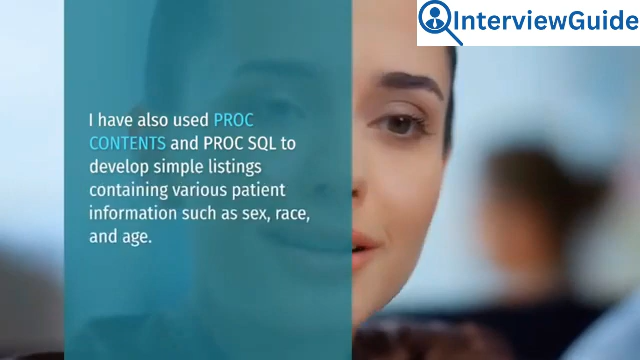 InterviewGuide
I have also used PROC
CONTENTS and PROC SQL to
develop simple listings
containing various patient
information such as sex, race,
and age.